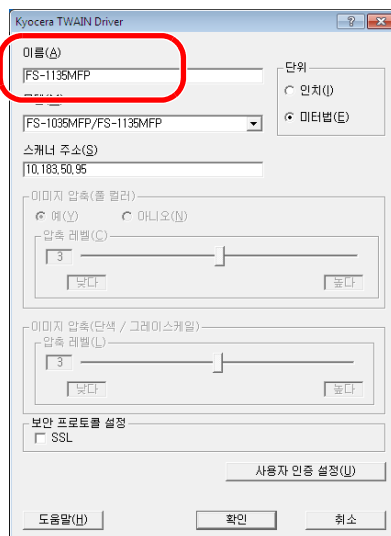 Kyocera TWAIN Driver
이름(A)
FS-1135MFP
단위
인치(I)
미터법(E)
FS-1035MFP/FS-1135MFP
스캐너 주소(S)
10,183,50,95
이미지 압축(풀 컬러)
예(Y) 아니오(N)
압축 레벨(C)
3
낮다 높다
이미지 압축(단색 / 그레이스케일)
압축 레벨(L)
3
낮다 높다
보안 프로토콜 설정
SSL
사용자 인증 설정(U)
도움말(H) 확인 취소